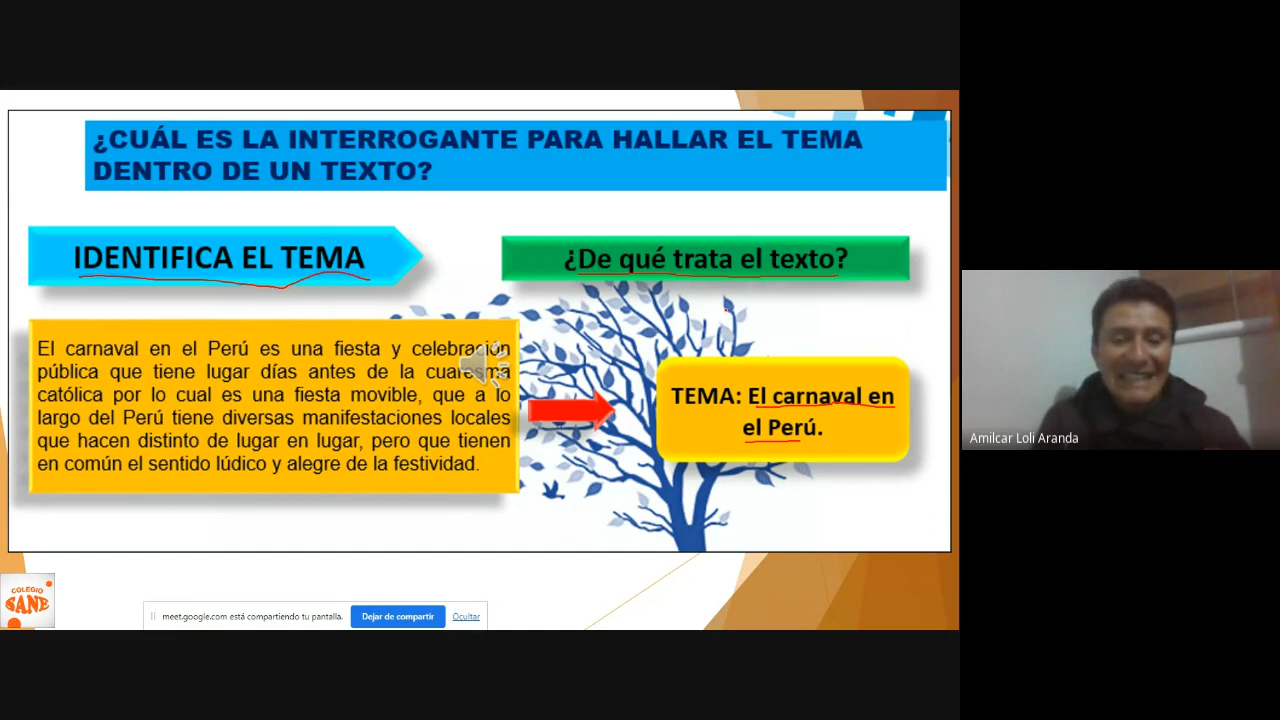 ¿CUÁL ES LA INTERROGANTE PARA HALLAR EL TEMA
DENTRO DE UN TEXTO?
IDENTIFICA EL TEMA
¿De qué trata el texto?
El carnaval en el Perú es una fiesta y celebración
pública que tiene lugar días antes de la cuaresma
católica por lo cual es una fiesta movible, que a lo
largo del Perú tiene diversas manifestaciones locales
que hacen distinto de lugar en lugar, pero que tienen
en común el sentido lúdico y alegre de la festividad.
TEMA: El carnaval en
el Perú.
Amilcar Loli Aranda
COLEGIO
SANE
meet.google.com está compartiendo tu pantalla.
Dejar de compartir
Ocultar